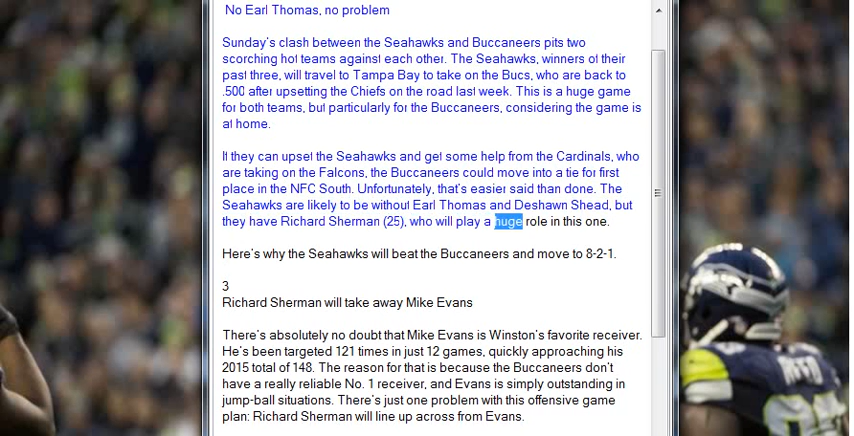 No Earl Thomas, no problem
Sunday's clash between the Seahawks and Buccaneers pits two
scorching hot teams against each other. The Seahawks, winners of their
past three, will travel to Tampa Bay to take on the Bucs, who are back to
.500 after upsetting the Chiefs on the road last week. This is a huge game
for both teams, but particularly for the Buccaneers, considering the game is
at home.
If they can upset the Seahawks and get some help from the Cardinals, who
are taking on the Falcons, the Buccaneers could move into a tie for first
place in the NFC South. Unfortunately, that's easier said than done. The
Seahawks are likely to be without Earl Thomas and Deshawn Shead, but
they have Richard Sherman (25), who will play a huge role in this one.
Here's why the Seahawks will beat the Buccaneers and move to 8-2-1.
3
Richard Sherman will take away Mike Evans
There's absolutely no doubt that Mike Evans is Winston's favorite receiver.
He's been targeted 121 times in just 12 games, quickly approaching his
2015 total of 148. The reason for that is because the Buccaneers don't
have a really reliable No. 1 receiver, and Evans is simply outstanding in
jump-ball situations. There's just one problem with this offensive game
plan: Richard Sherman will line up across from Evans.